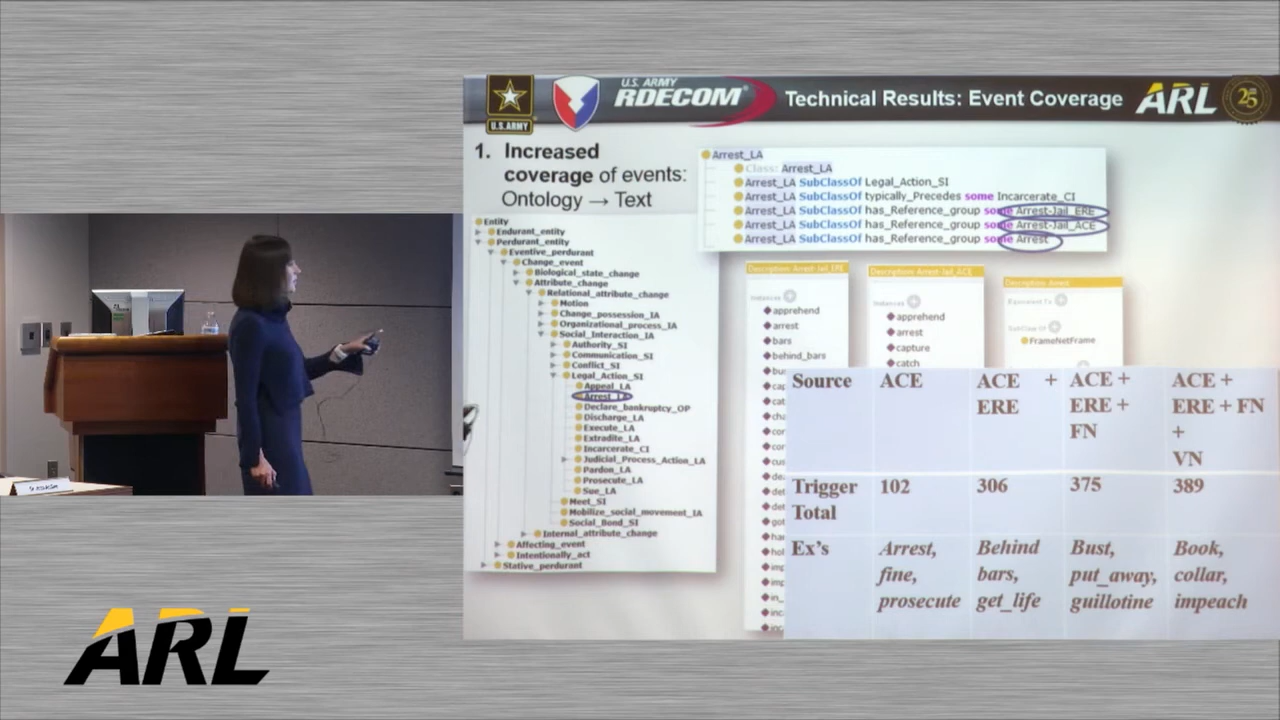 U.S. ARMY
U.S. ARMY
RDECOM®
Technical Results: Event Coverage
ARL
25
1. Increased
coverage of events:
Ontology → Text
Arrest_LA
Class: Arrest_LA
Arrest_LA SubClassOf Legal_Action_SI
Arrest_LA SubClassOf typically_Precedes some Incarcerate_CI
Arrest_LA SubClassOf has_Reference_group some Arrest-Jail_ERE
Arrest_LA SubClassOf has_Reference_group some Arrest-Jail_ACE
Arrest_LA SubClassOf has_Reference_group some Arrest
Entity
Endurant_entity
Perdurant_entity
Eventive_perdurant
Change_event
Biological_state_change
Attribute_change
Relational_attribute_change
Motion
Change_possession_IA
Organizational_process_IA
Social_Interaction_IA
Authority_SI
Communication_SI
Conflict_SI
Legal_Action_SI
Appeal_LA
Arrest_LA
Declare_bankruptcy_OP
Discharge_LA
Execute_LA
Extradite_LA
Incarcerate_CI
Judicial_Process_Action_LA
Pardon_LA
Prosecute_LA
Sue_LA
Meet_SI
Mobilize_social_movement_IA
Social_Bond_SI
Internal_attribute_change
Affecting_event
Intentionally_act
Stative_perdurant
Description: Arrest-Jail_ERE
Instances
apprehend
arrest
bars
behind_bars
Description: Arrest-Jail_ACE
Instances
apprehend
arrest
capture
catch
Description: Arrest
Equivalent To
SubClass Of
FrameNetFrame
Source ACE ACE + ERE ACE + ERE + FN ACE + ERE + FN + VN
Trigger Total 102 306 375 389
Ex's Arrest, fine, prosecute Behind bars, get_life Bust, put_away, guillotine Book, collar, impeach
ARL